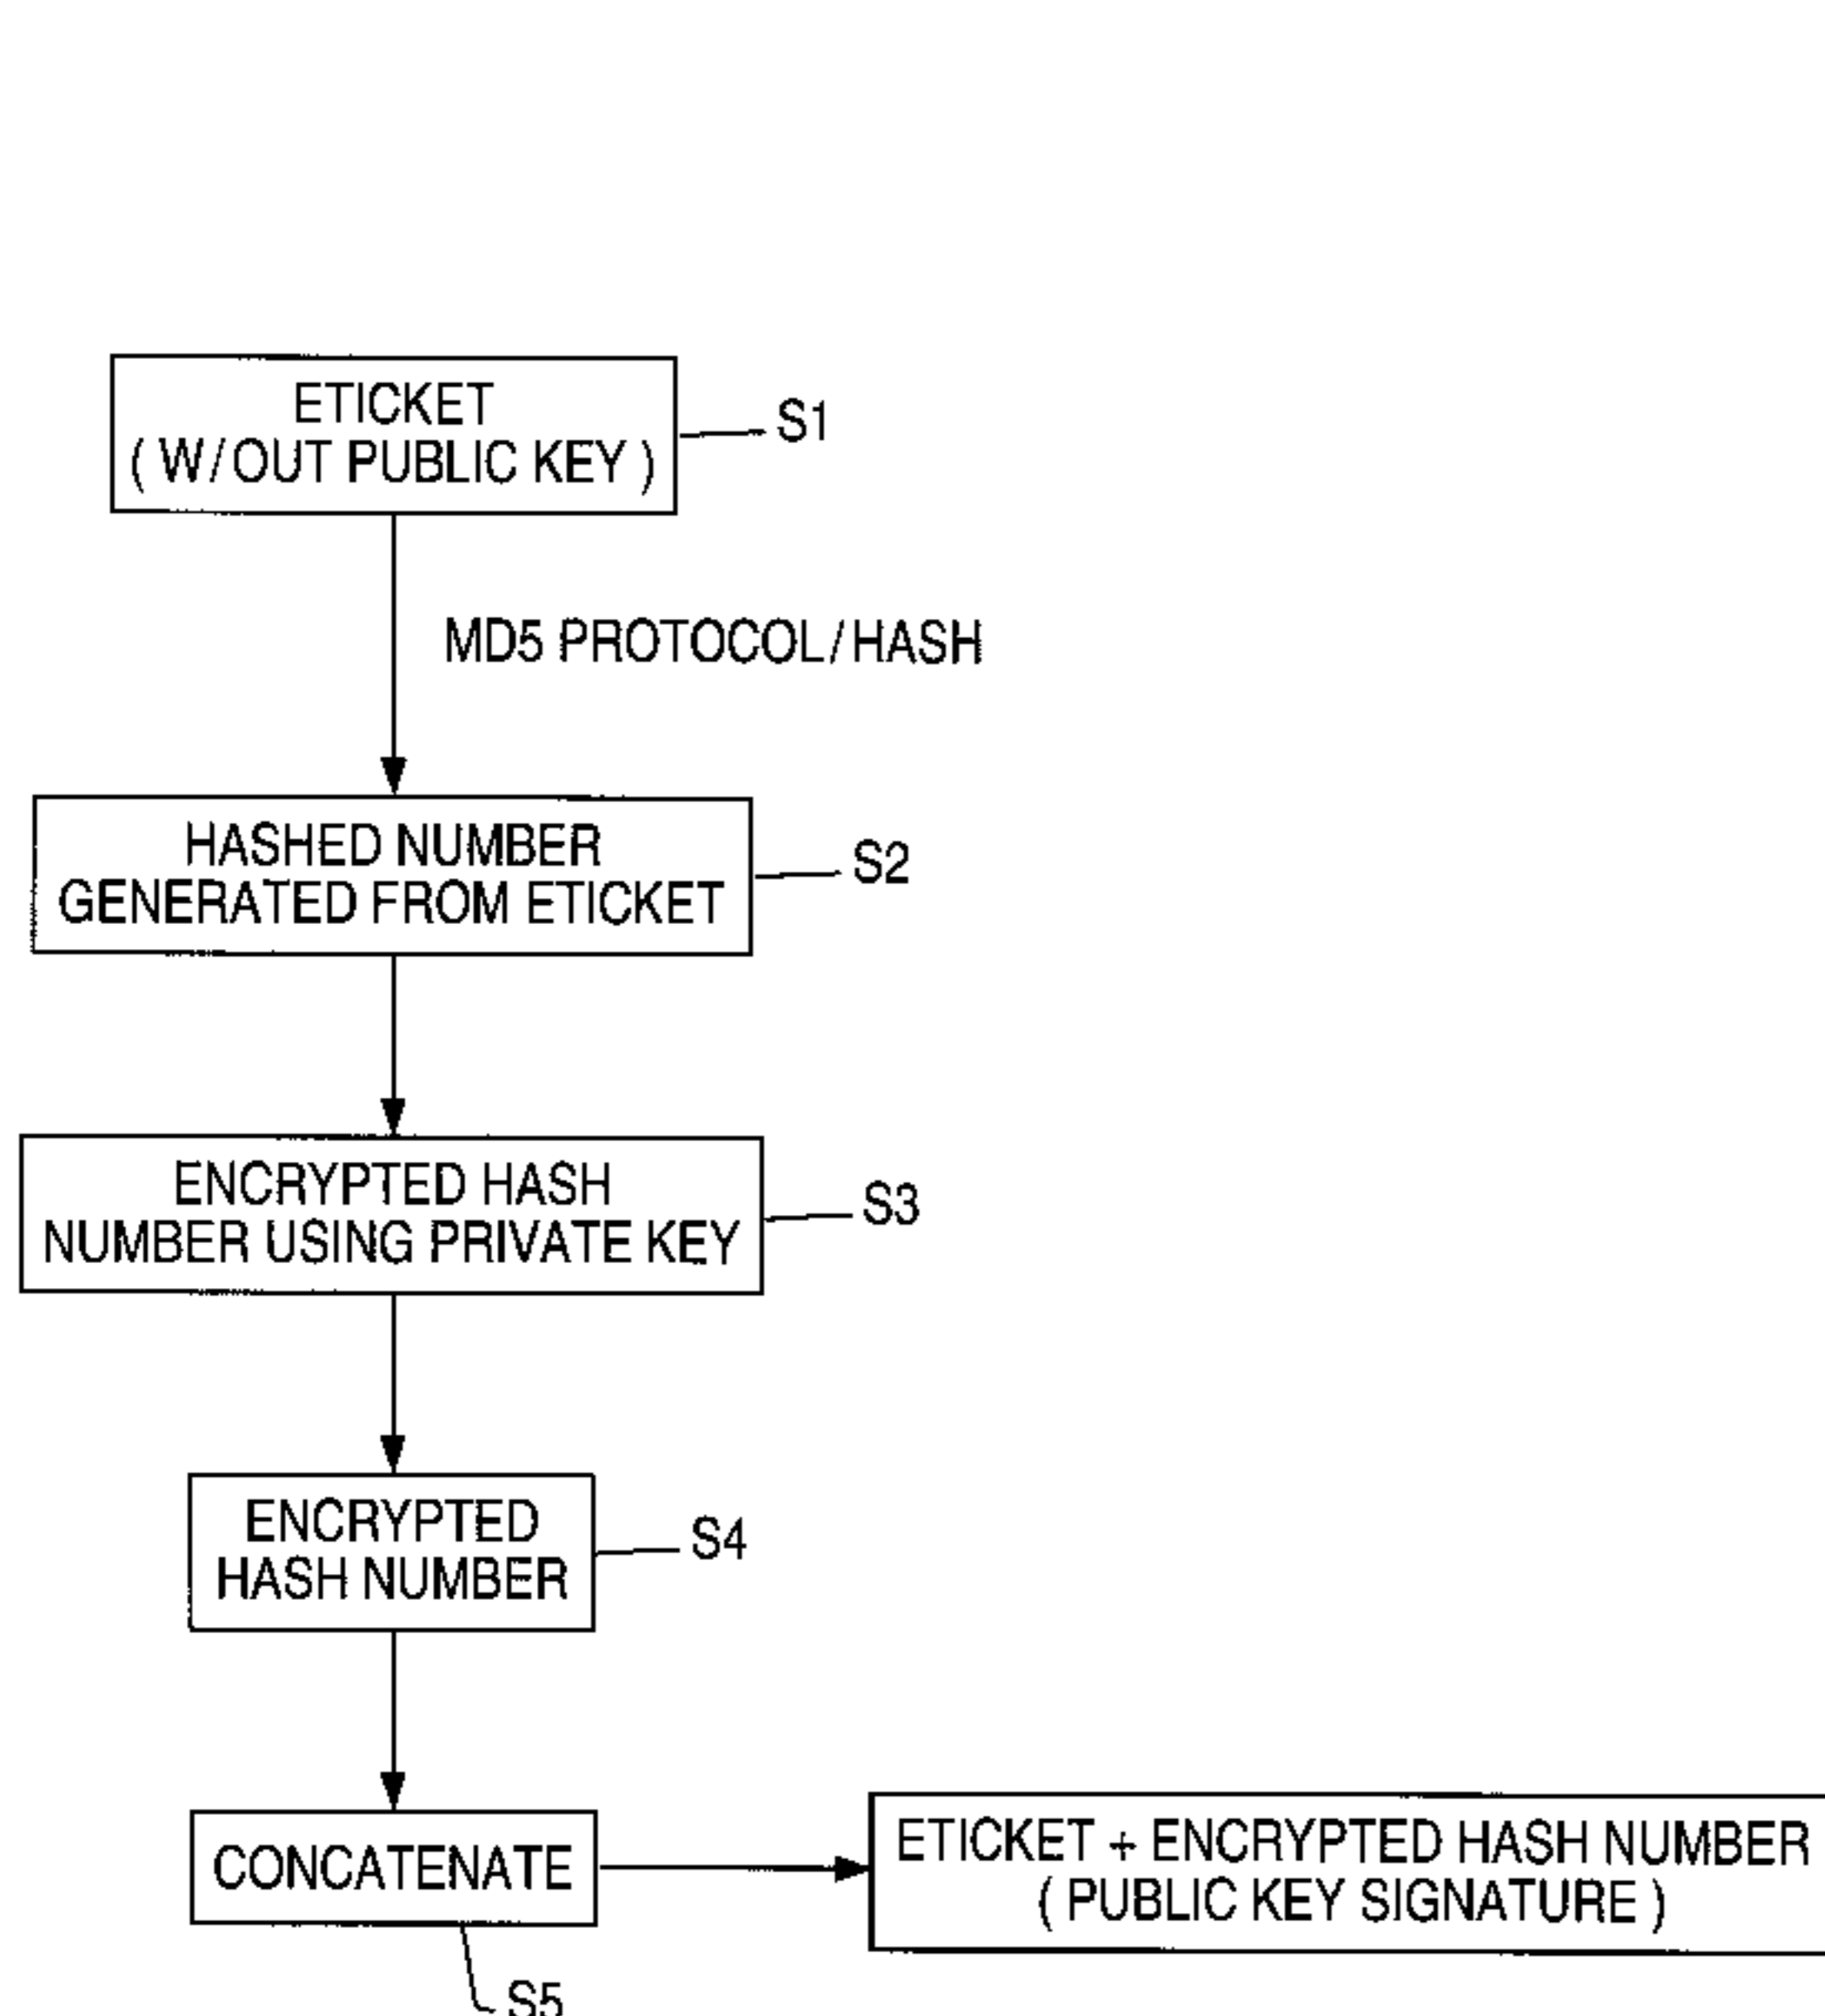 ETICKET
( W/OUT PUBLIC KEY )
S1
MD5 PROTOCOL/HASH
HASHED NUMBER
GENERATED FROM ETICKET
S2
ENCRYPTED HASH
NUMBER USING PRIVATE KEY
S3
ENCRYPTED
HASH NUMBER
S4
CONCATENATE
ETICKET + ENCRYPTED HASH NUMBER
( PUBLIC KEY SIGNATURE )
S5